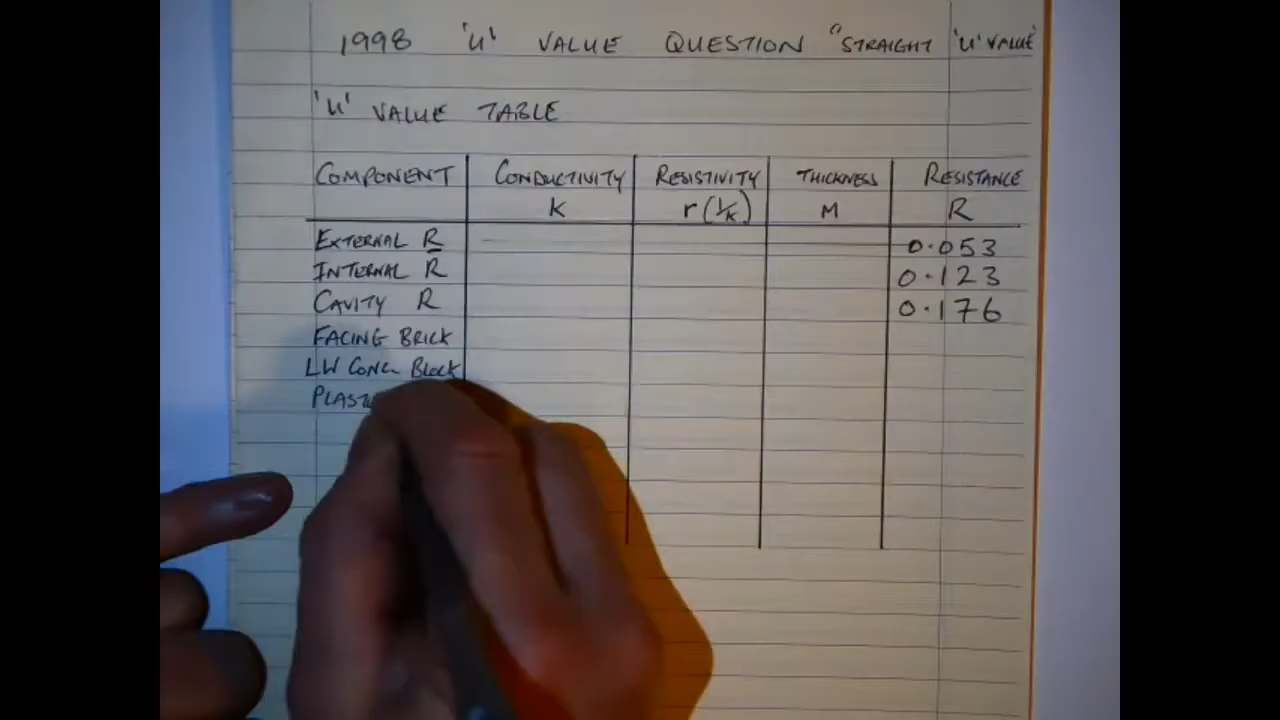 1998 'U' VALUE QUESTION "STRAIGHT 'U' VALUE'
'U' VALUE TABLE
COMPONENT CONDUCTIVITY RESISTIVITY THICKNESS RESISTANCE
K r (1/K) M R
EXTERNAL R 0.053
INTERNAL R 0.123
CAVITY R 0.176
FACING BRICK
LW CONC BLOCK